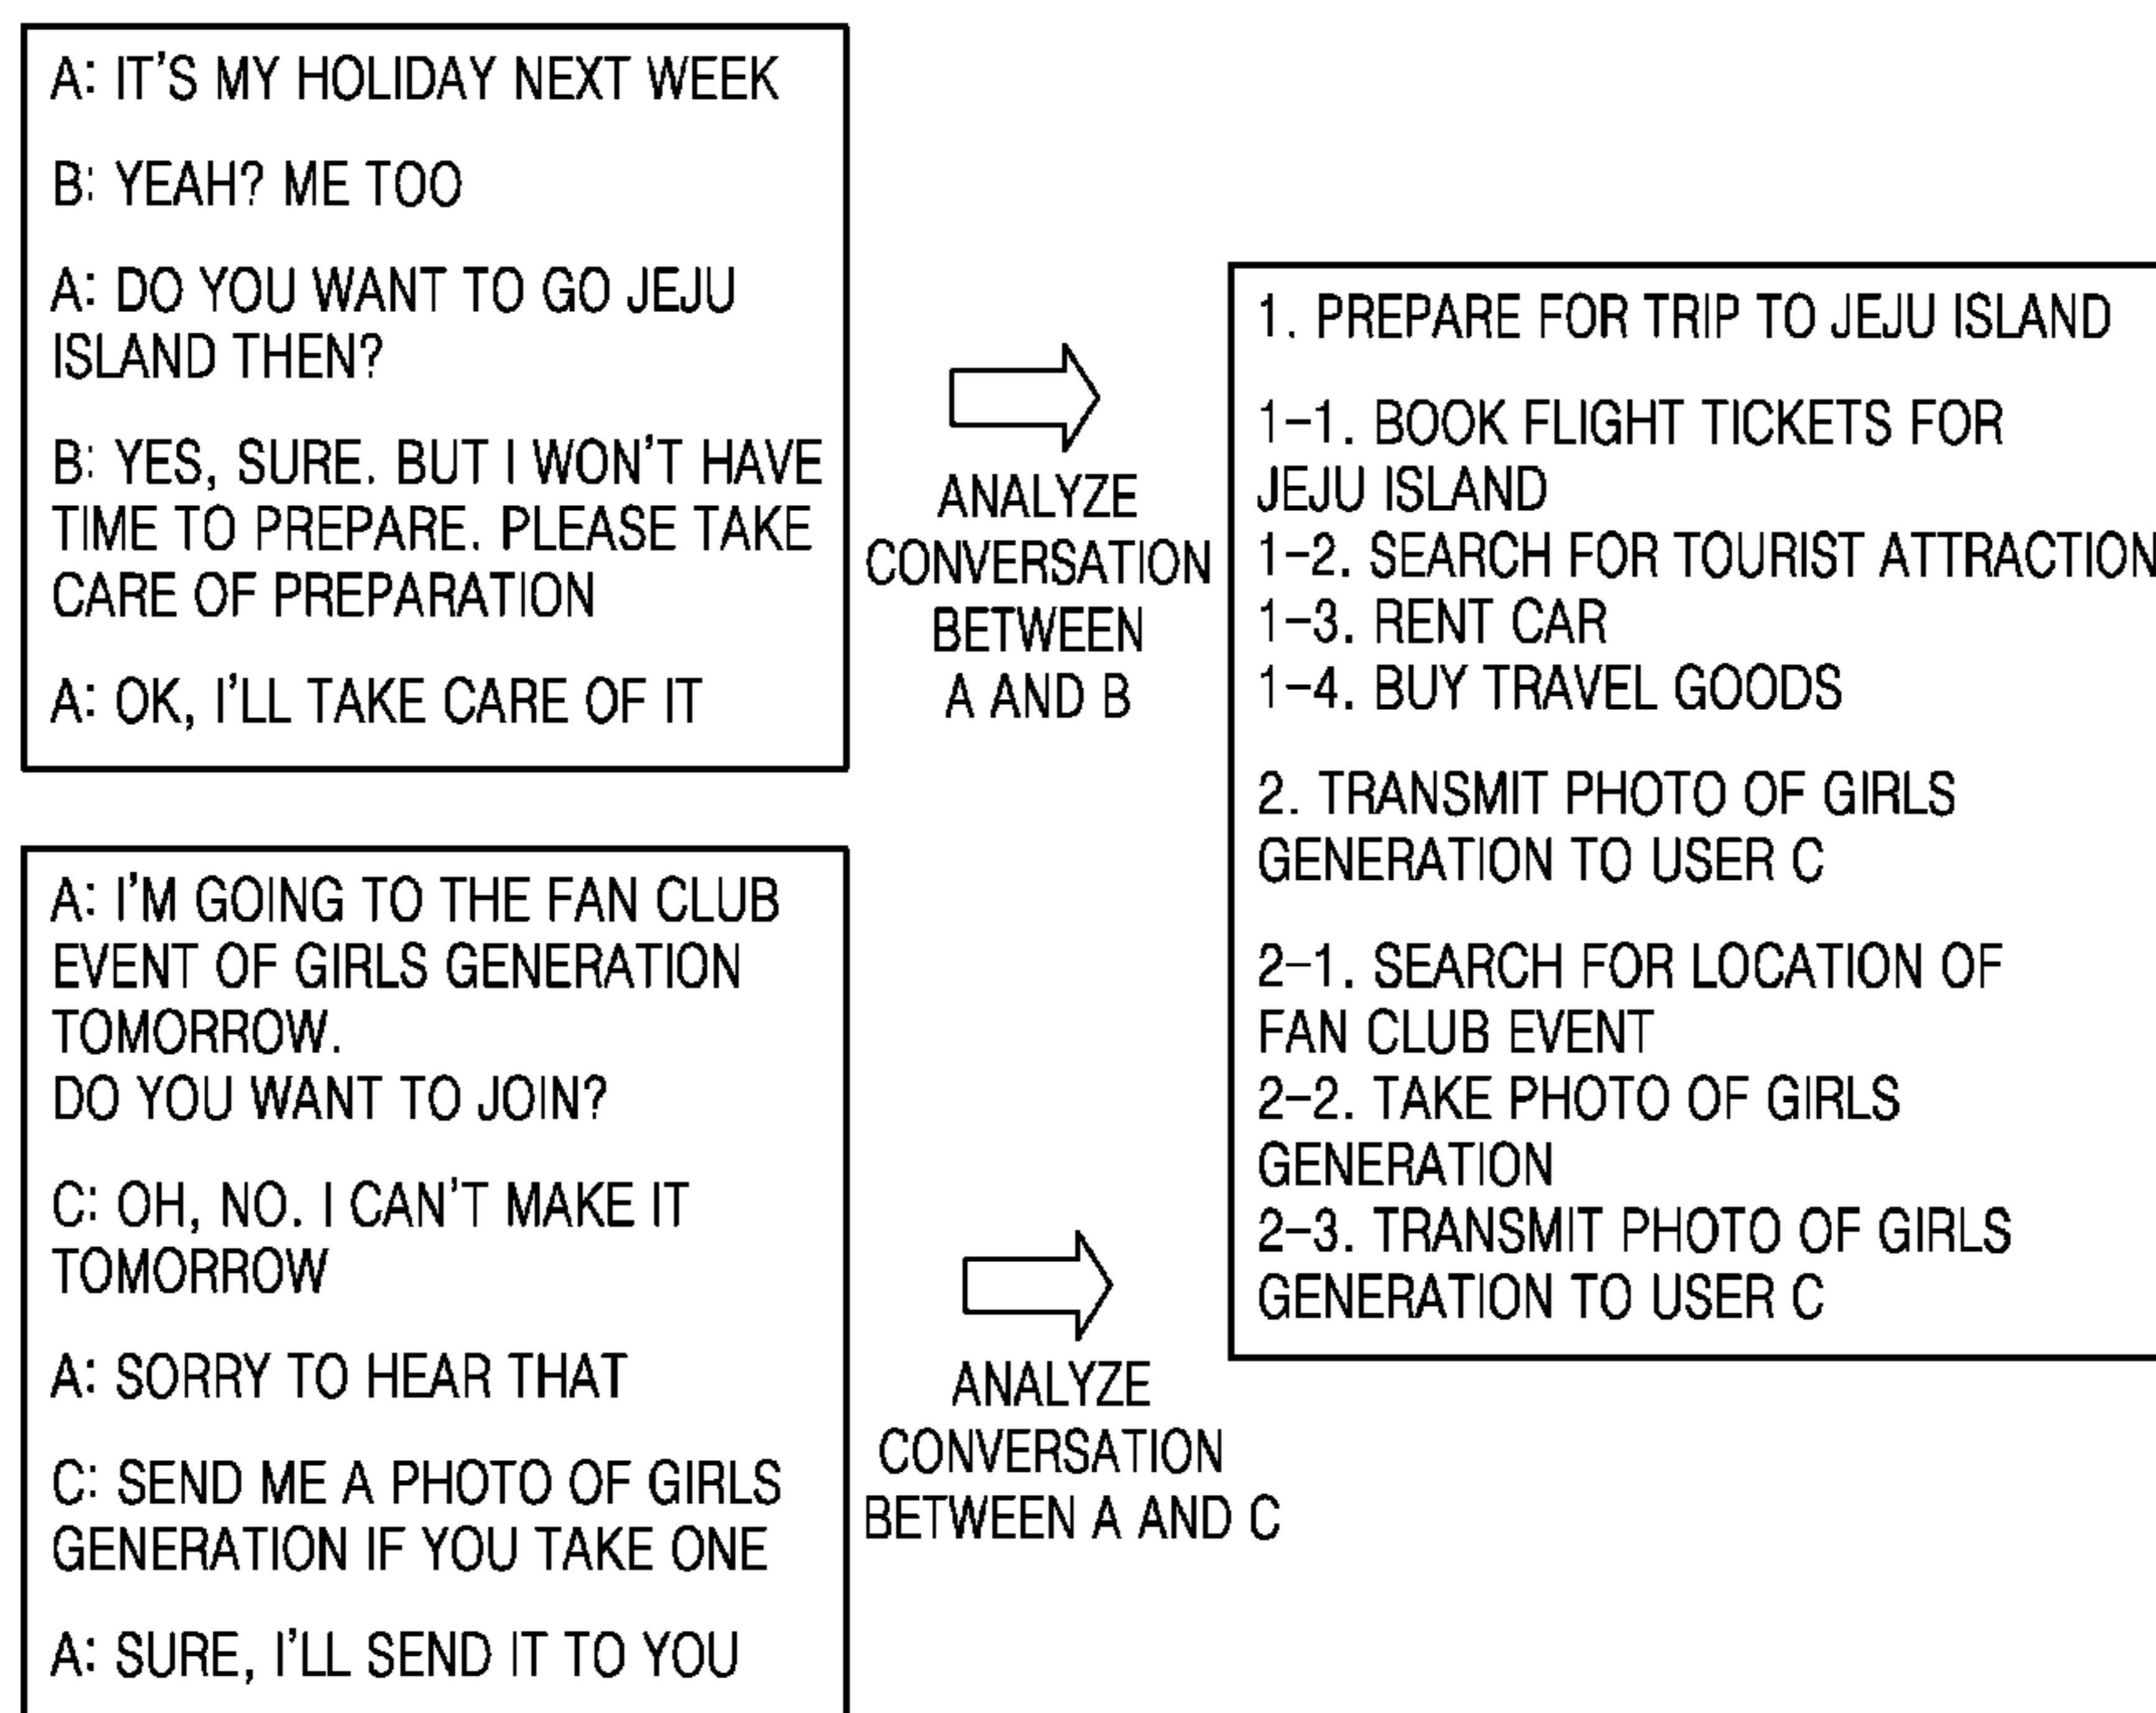 A: IT'S MY HOLIDAY NEXT WEEK
B: YEAH? ME TOO
A: DO YOU WANT TO GO JEJU
ISLAND THEN?
B: YES, SURE. BUT I WON'T HAVE
TIME TO PREPARE. PLEASE TAKE
CARE OF PREPARATION
A: OK, I'LL TAKE CARE OF IT
ANALYZE
CONVERSATION
BETWEEN
A AND B
A: I'M GOING TO THE FAN CLUB
EVENT OF GIRLS GENERATION
TOMORROW.
DO YOU WANT TO JOIN?
C: OH, NO. I CAN'T MAKE IT
TOMORROW
A: SORRY TO HEAR THAT
C: SEND ME A PHOTO OF GIRLS
GENERATION IF YOU TAKE ONE
A: SURE, I'LL SEND IT TO YOU
ANALYZE
CONVERSATION
BETWEEN A AND C
1. PREPARE FOR TRIP TO JEJU ISLAND
1-1. BOOK FLIGHT TICKETS FOR
JEJU ISLAND
1-2. SEARCH FOR TOURIST ATTRACTION
1-3. RENT CAR
1-4. BUY TRAVEL GOODS
2. TRANSMIT PHOTO OF GIRLS
GENERATION TO USER C
2-1. SEARCH FOR LOCATION OF
FAN CLUB EVENT
2-2. TAKE PHOTO OF GIRLS
GENERATION
2-3. TRANSMIT PHOTO OF GIRLS
GENERATION TO USER C